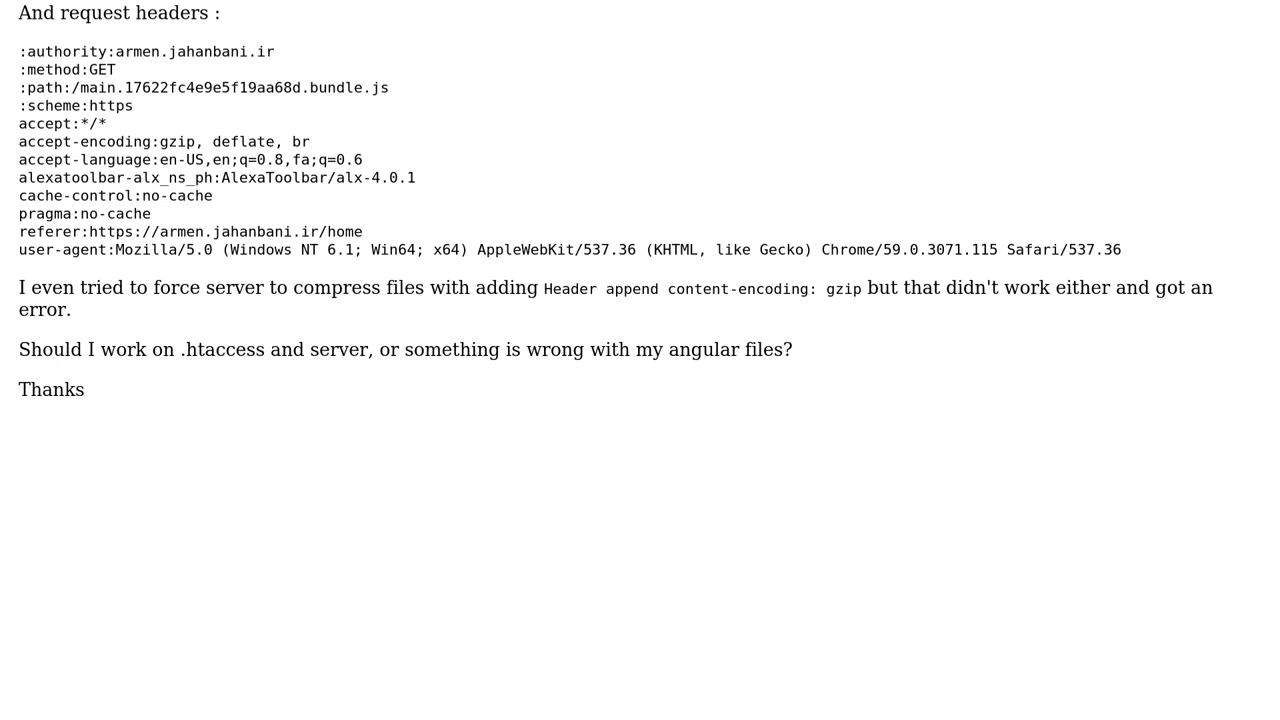 And request headers :
:authority:armen.jahanbani.ir
:method:GET
:path:/main.17622fc4e9e5f19aa68d.bundle.js
:scheme:https
accept:*/*
accept-encoding:gzip, deflate, br
accept-language:en-US,en;q=0.8,fa;q=0.6
alexatoolbar-alx_ns_ph:AlexaToolbar/alx-4.0.1
cache-control:no-cache
pragma:no-cache
referer:https://armen.jahanbani.ir/home
user-agent:Mozilla/5.0 (Windows NT 6.1; Win64; x64) AppleWebKit/537.36 (KHTML, like Gecko) Chrome/59.0.3071.115 Safari/537.36
I even tried to force server to compress files with adding Header append content-encoding: gzip but that didn't work either and got an
error.
Should I work on .htaccess and server, or something is wrong with my angular files?
Thanks